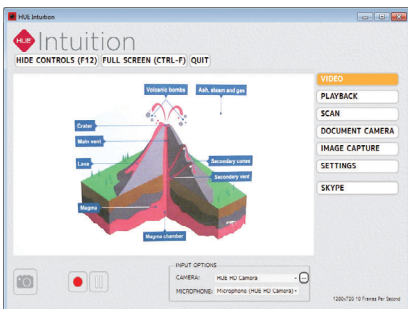 HUE Intuition
HUE Intuition
HIDE CONTROLS (F12) FULL SCREEN (CTRL-F) QUIT
VIDEO
PLAYBACK
SCAN
DOCUMENT CAMERA
IMAGE CAPTURE
SETTINGS
SKYPE
Volcanic bombs
Ash, steam and gas
Crater
Main vent
Lava
Secondary cones
Secondary vent
Magma
Magma chamber
INPUT OPTIONS
CAMERA: HUE HD Camera ...
MICROPHONE: Microphone (HUE HD Camera)
1280x720 10 Frames Per Second